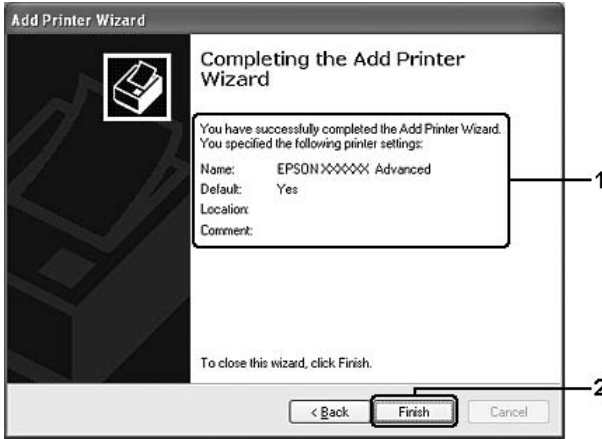 Add Printer Wizard
Completing the Add Printer
Wizard
You have successfully completed the Add Printer Wizard.
You specified the following printer settings:
Name: EPSON XXXXXX Advanced
Default: Yes
Location:
Comment:
1
To close this wizard, click Finish.
2
< Back Finish Cancel